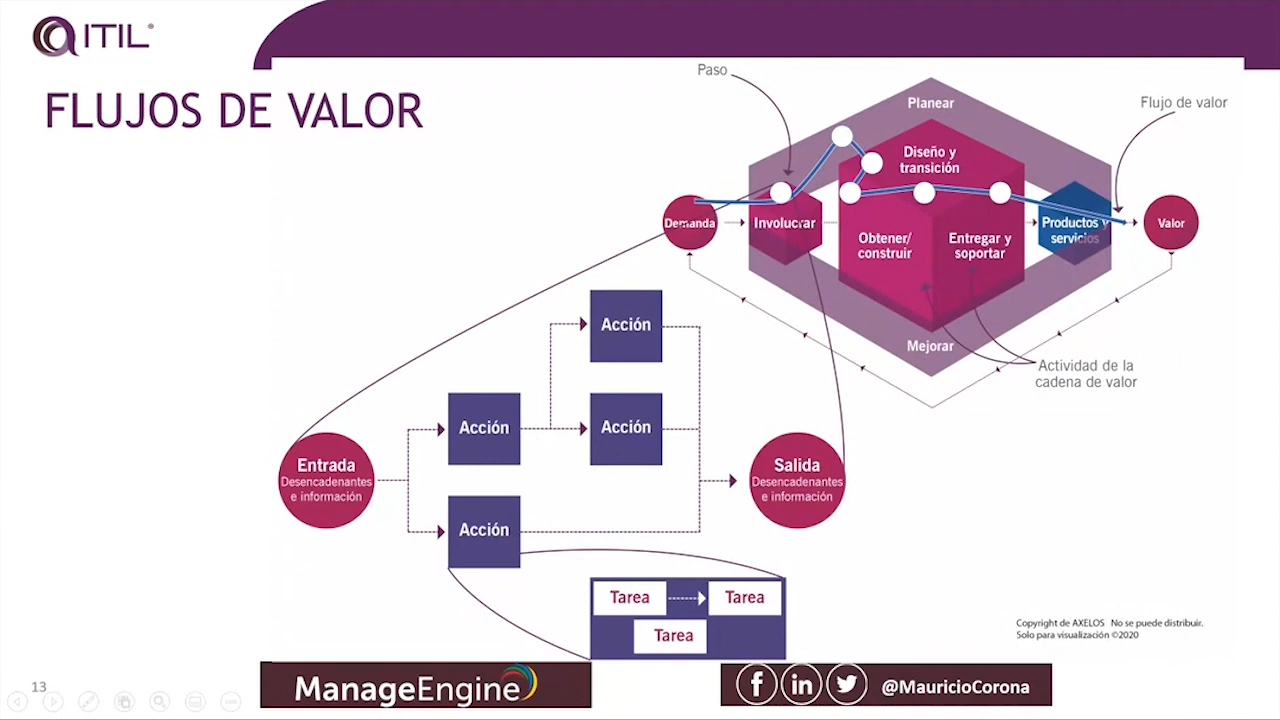 ITIL®
FLUJOS DE VALOR
Paso
Planear
Flujo de valor
Diseño y
transición
Demanda
Involucrar
Obtener/
construir
Entregar y
soportar
Productos y
servicios
Valor
Mejorar
Actividad de la
cadena de valor
Acción
Acción
Acción
Entrada
Desencadenantes
e información
Salida
Desencadenantes
e información
Acción
Tarea
Tarea
Tarea
Copyright de AXELOS No se puede distribuir.
Solo para visualización ©2020
13
ManageEngine
@MauricioCorona